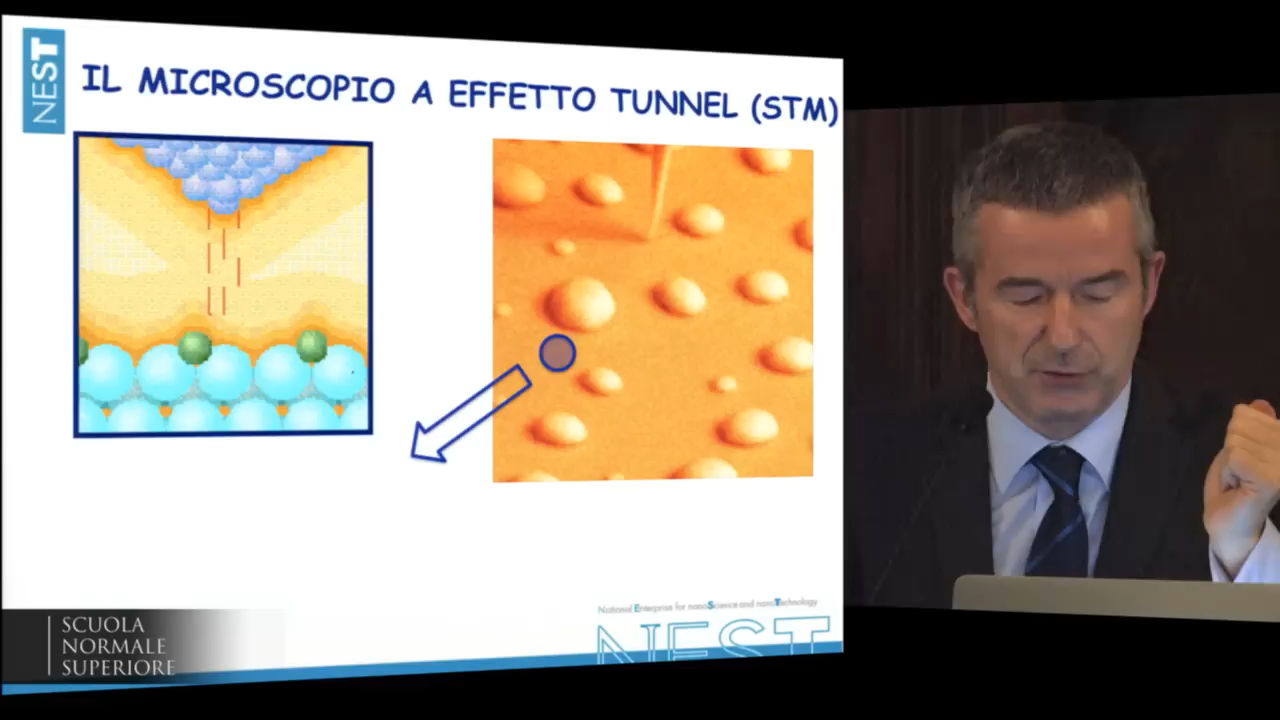 NEST
IL MICROSCOPIO A EFFETTO TUNNEL (STM)
National Enterprise for nanoScience and nanoTechnology
NEST
SCUOLA
NORMALE
SUPERIORE